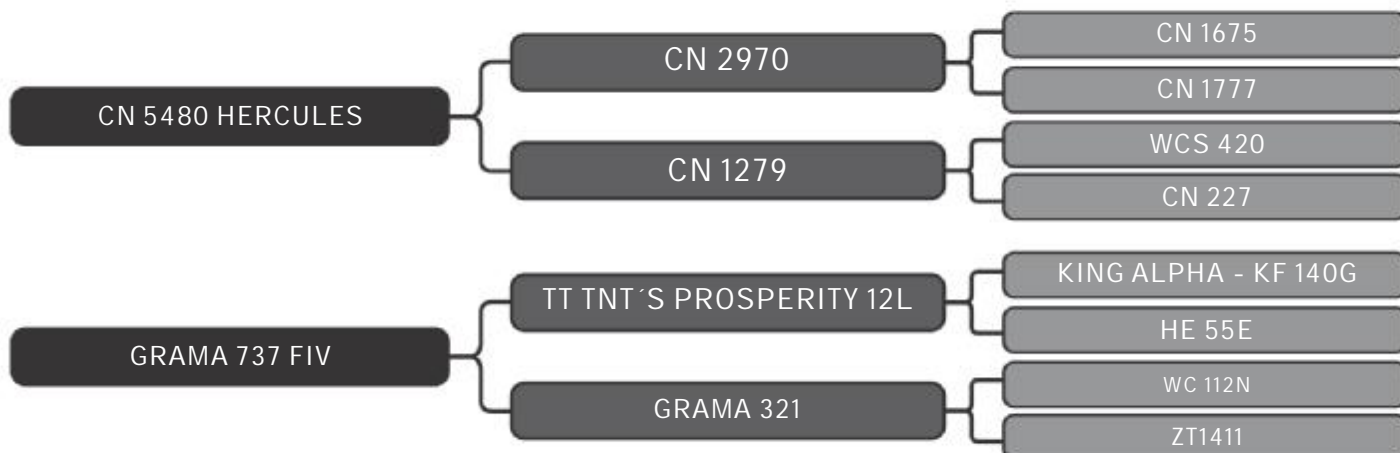 CN 5480 HERCULES
CN 2970
CN 1675
CN 1777
CN 1279
WCS 420
CN 227
GRAMA 737 FIV
TT TNT´S PROSPERITY 12L
KING ALPHA - KF 140G
HE 55E
GRAMA 321
WC 112N
ZT1411